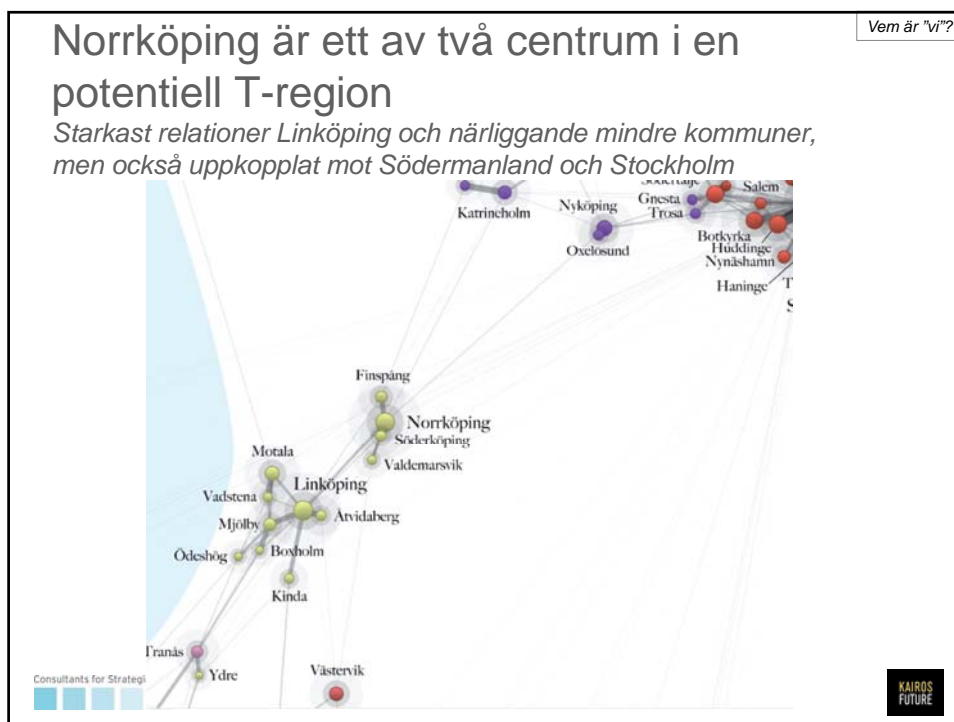 Vem är ”vi”?
Norrköping är ett av två centrum i en
potentiell T-region
Starkast relationer Linköping och närliggande mindre kommuner,
men också uppkopplat mot Södermanland och Stockholm
Södertälje
Salem
Gnesta
Katrineholm
Nyköping
Trosa
Botkyrka
Oxelösund
Huddinge
Nynäshamn
Haninge
T
S
Finspång
Norrköping
Söderköping
Motala
Valdemarsvik
Linköping
Vadstena
Åtvidaberg
Mjölby
Ödeshög
Boxholm
Kinda
Tranås
Ydre
Västervik
Consultants for Strategi
KAIROS
FUTURE